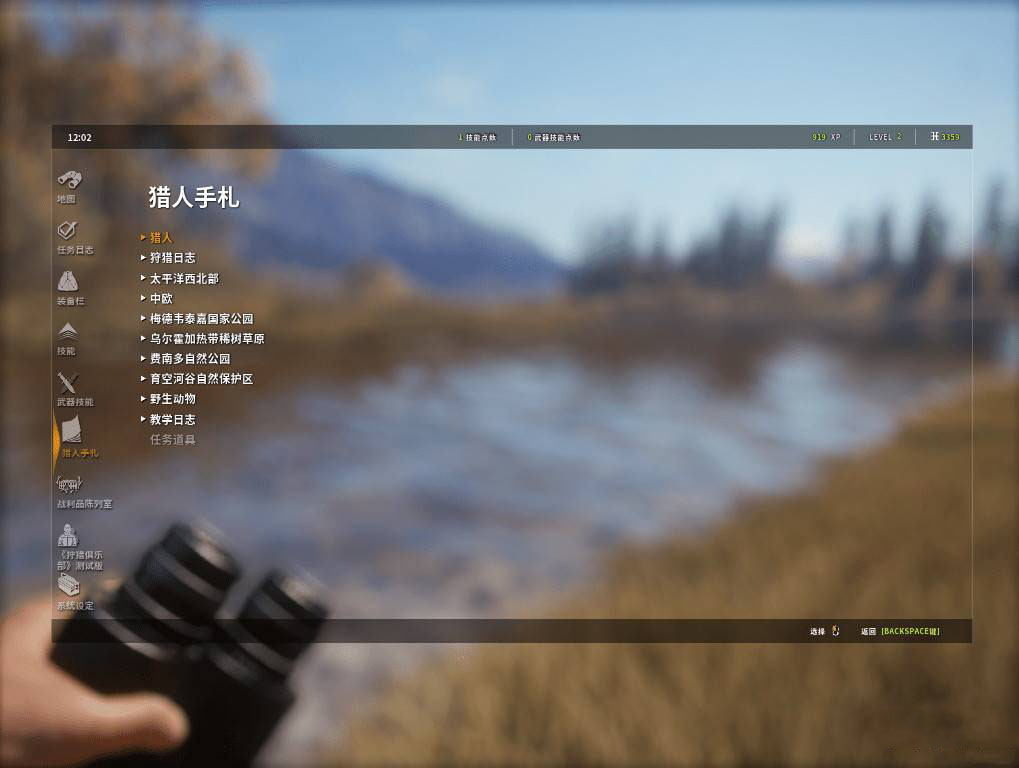 12:02
1 技能点数
0 武器技能点数
919 XP
LEVEL 2
3359
地图
任务日志
装备栏
技能
武器技能
猎人手札
战利品陈列室
《狩猎俱乐
部》测试版
系统设定
猎人手札
猎人
狩猎日志
太平洋西北部
中欧
梅德韦泰嘉国家公园
乌尔霍加热带稀树草原
费南多自然公园
育空河谷自然保护区
野生动物
教学日志
任务道具
选择
返回 [BACKSPACE键]